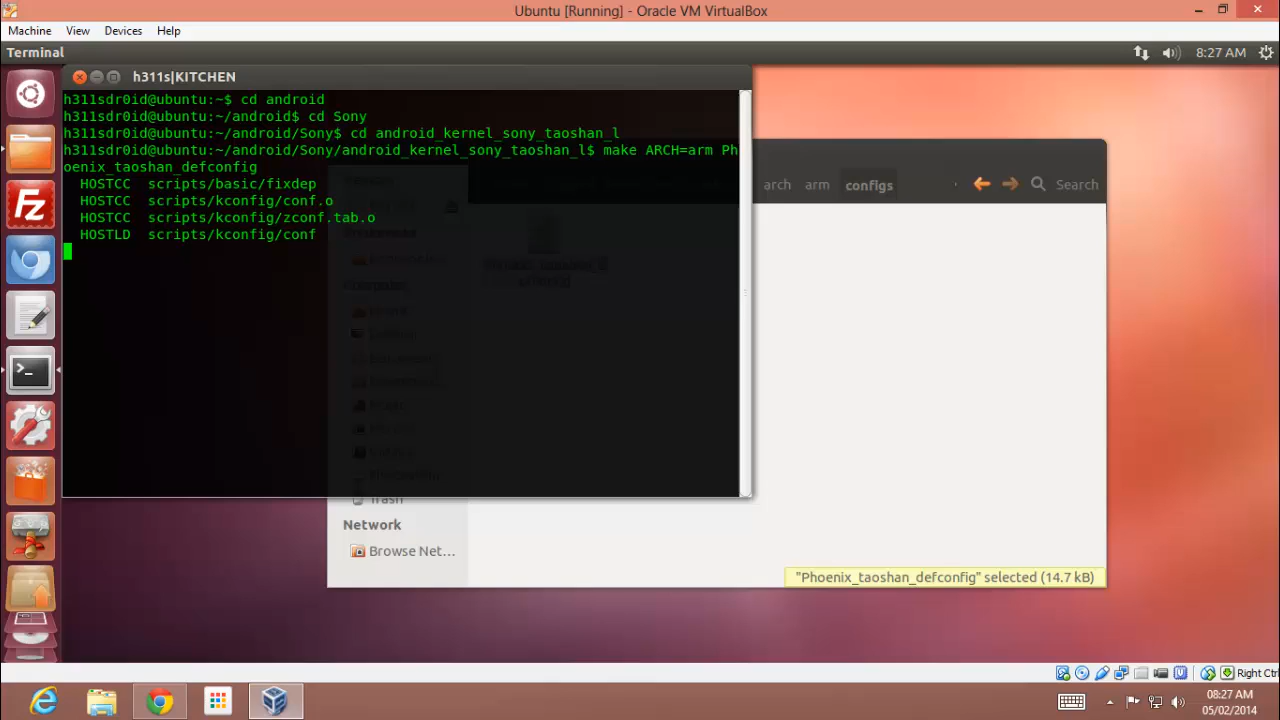 Ubuntu [Running] - Oracle VM VirtualBox
Machine View Devices Help
Terminal
8:27 AM
h311s|KITCHEN
h311sdr0id@ubuntu:~$ cd android
h311sdr0id@ubuntu:~/android$ cd Sony
h311sdr0id@ubuntu:~/android/Sony$ cd android_kernel_sony_taoshan_l
h311sdr0id@ubuntu:~/android/Sony/android_kernel_sony_taoshan_l$ make ARCH=arm Ph
oenix_taoshan_defconfig
HOSTCC scripts/basic/fixdep
HOSTCC scripts/kconfig/conf.o
HOSTCC scripts/kconfig/zconf.tab.o
HOSTLD scripts/kconfig/conf
arch arm configs Search
Computer
Trash
Network
Browse Net...
"Phoenix_taoshan_defconfig" selected (14.7 kB)
Right Ctrl
08:27 AM
05/02/2014